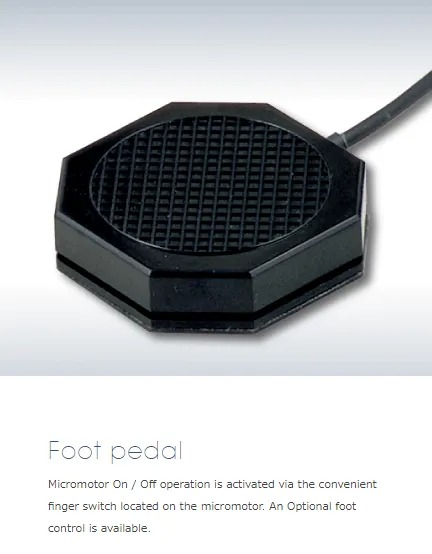 Foot pedal
Micromotor On / Off operation is activated via the convenient
finger switch located on the micromotor. An Optional foot
control is available.